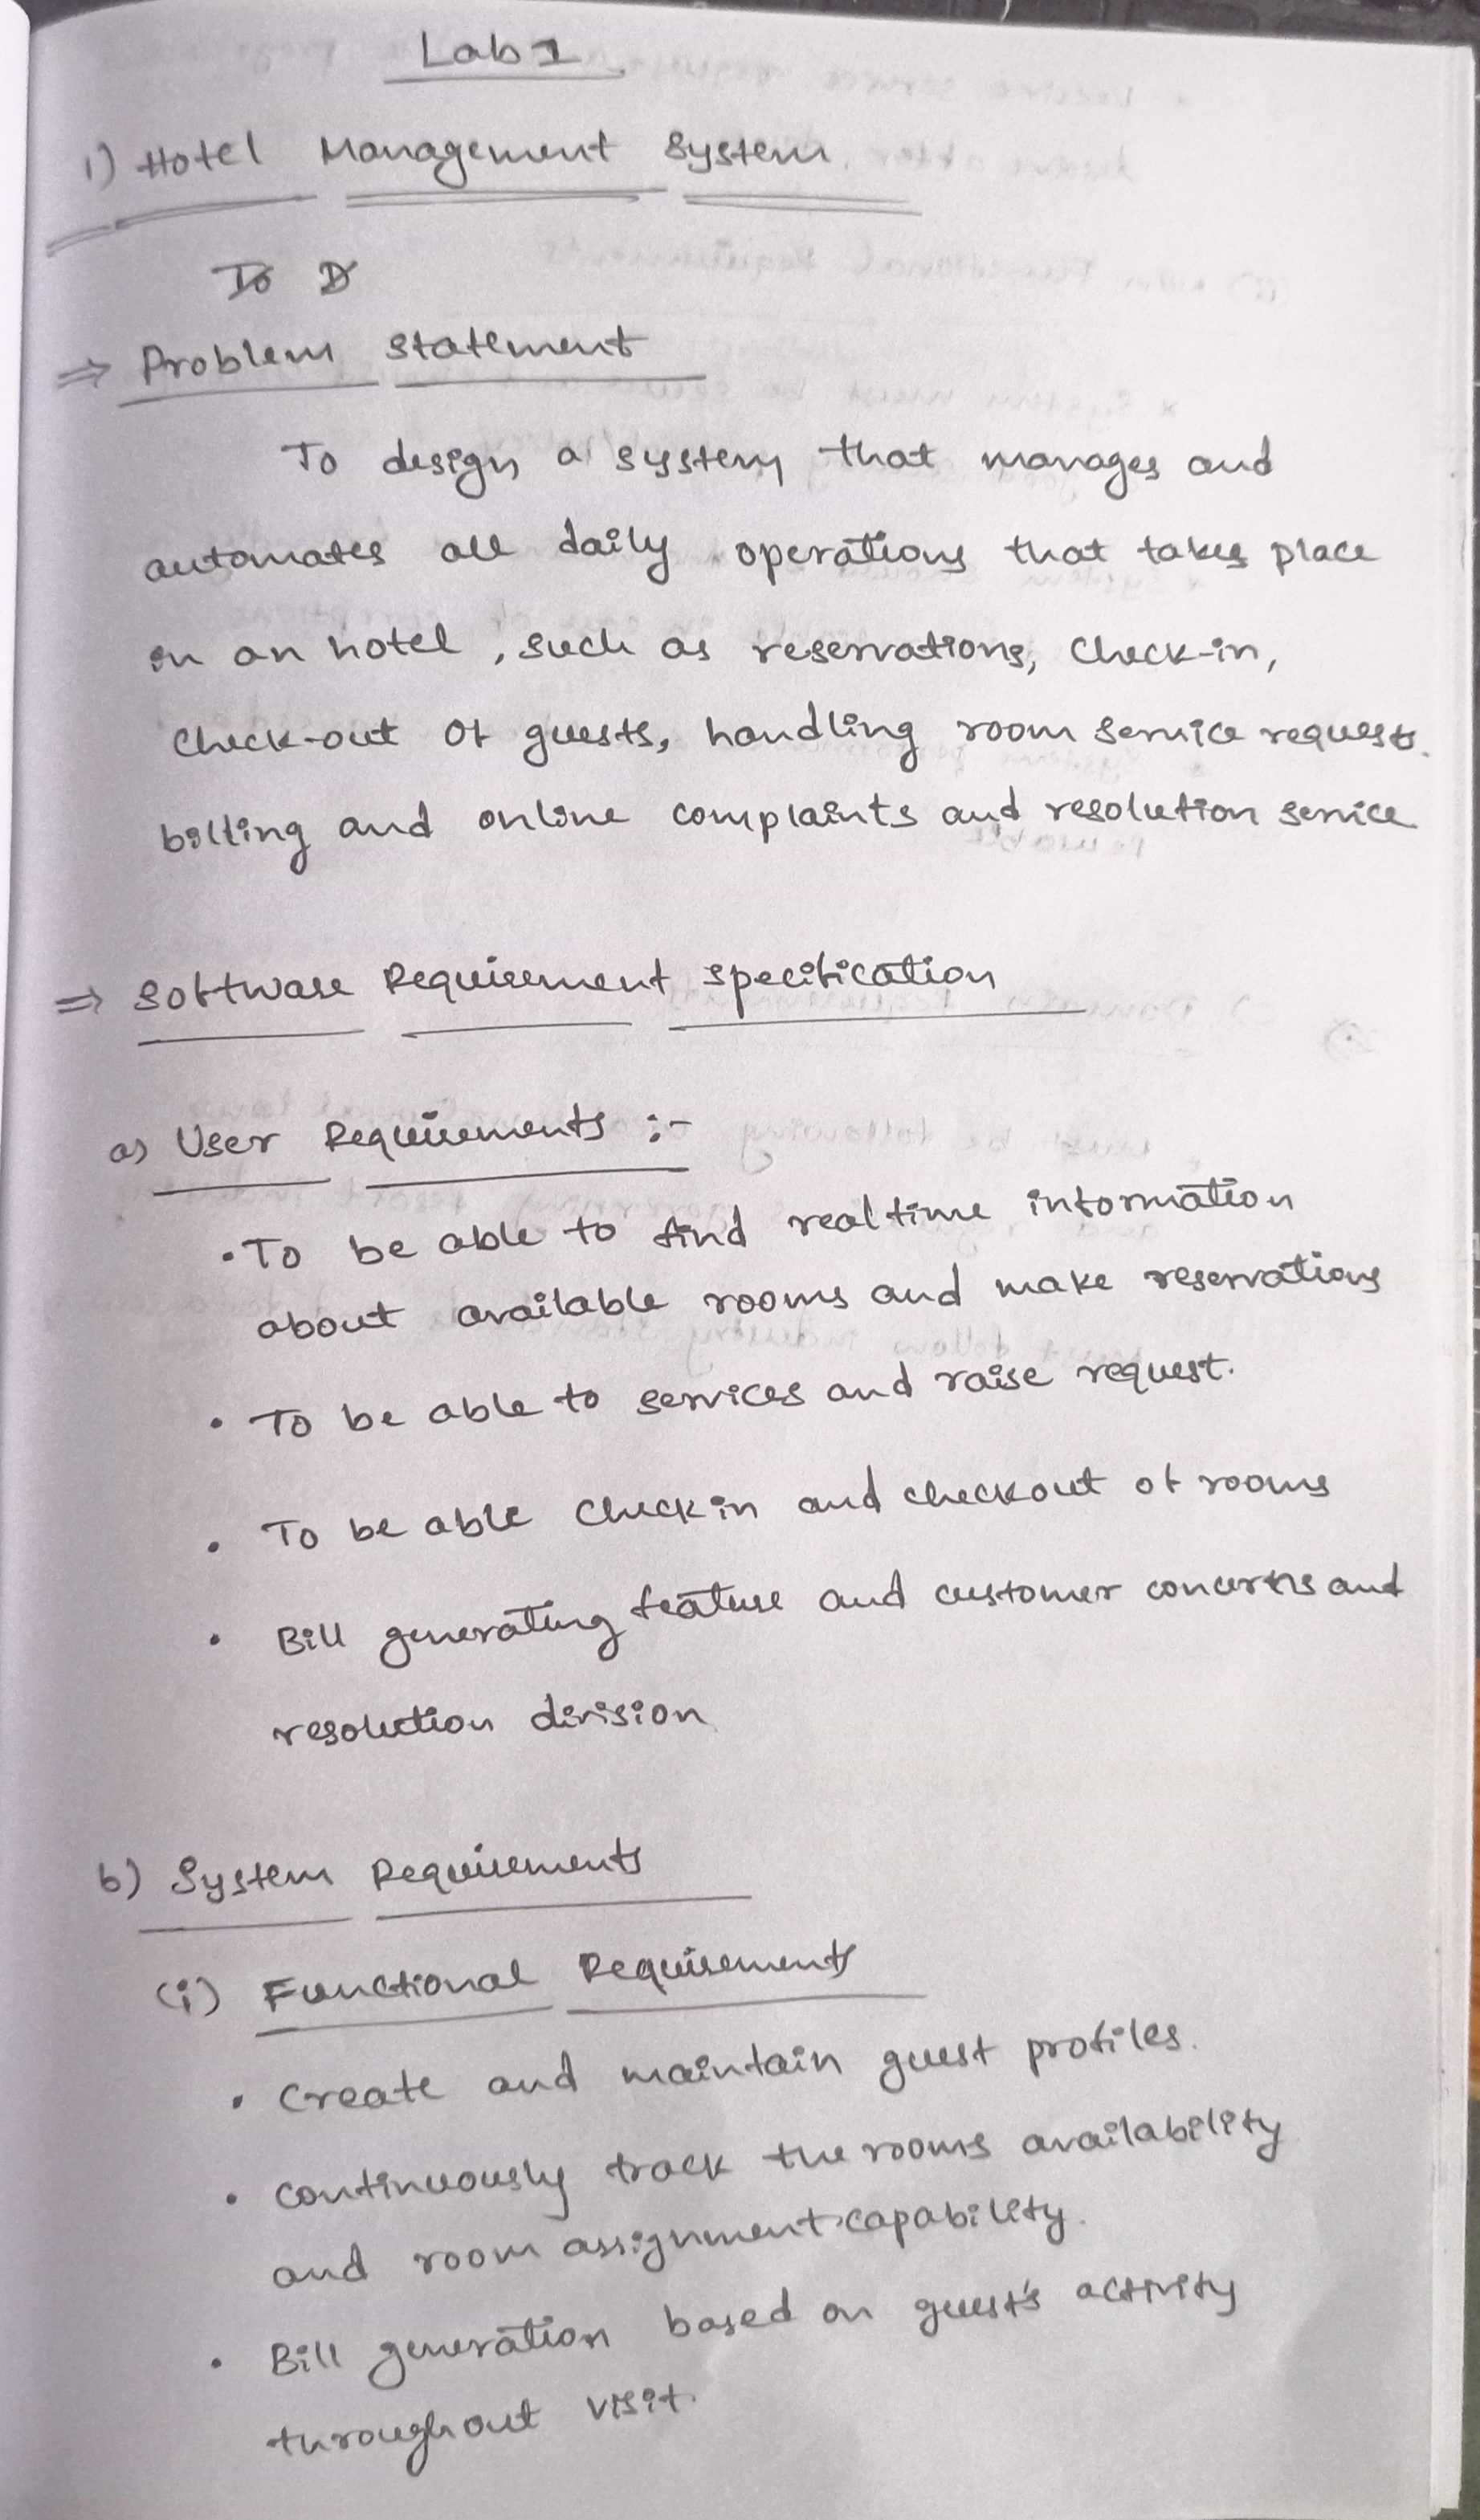 Lab 1
1) Hotel Management System
To D
⇒ Problem Statement
To design a system that manages and
automates all daily operations that takes place
in an hotel, such as reservations, Check-in,
Check-out of guests, handling room service requests.
billing and online complaints and resolution service
⇒ Software Requirement Specification
a) User Requirements :-
• To be able to find realtime information
about available rooms and make reservations
• To be able to services and raise request.
• To be able Checkin and checkout of rooms
• Bill generating feature and customer concerns and
resolution division
b) System Requirements
(i) Functional Requirements
• Create and maintain guest profiles.
• Continuously track the rooms availability
and room assignment capability.
• Bill generation based on guest's activity
throughout visit.